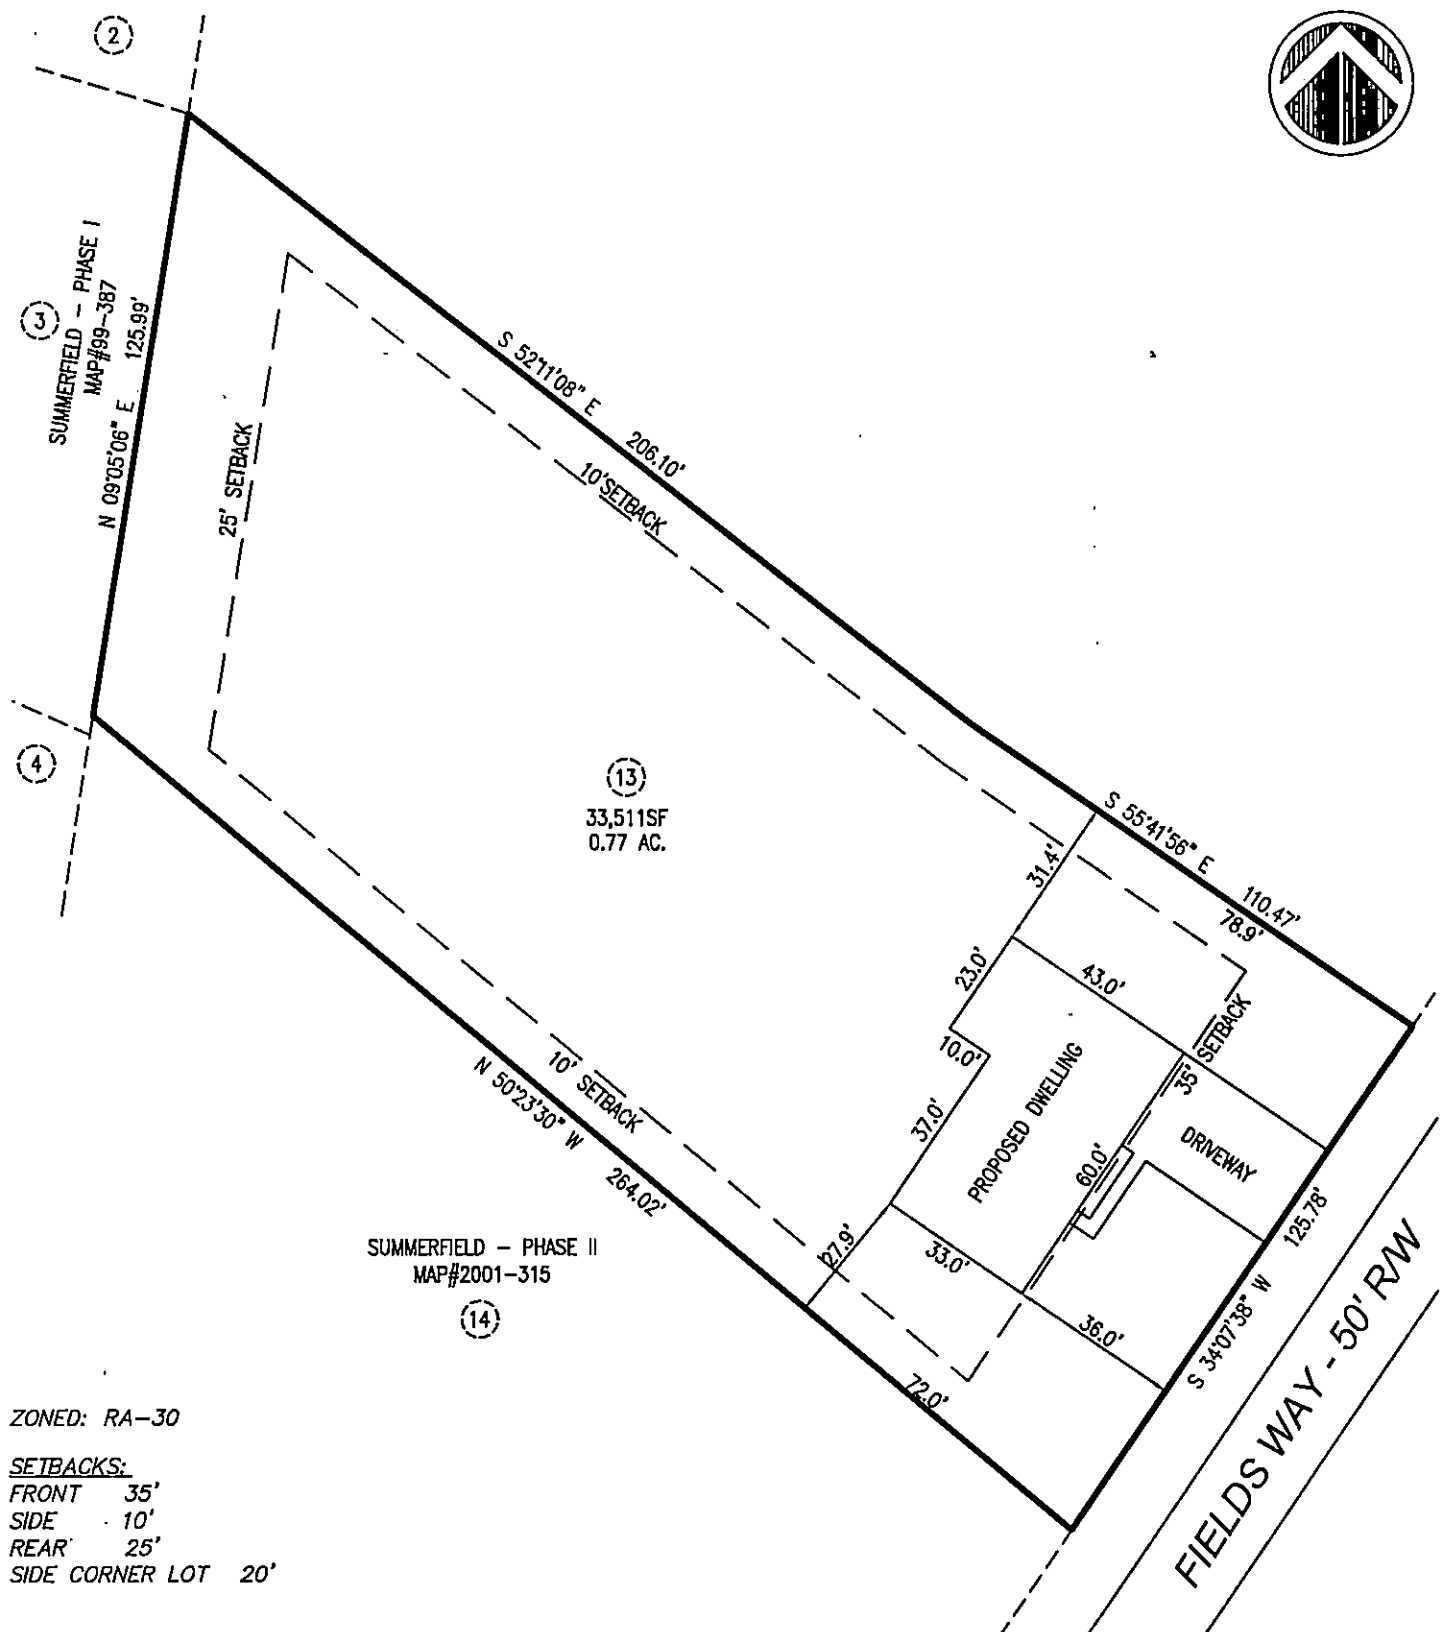 2
3
SUMMERFIELD - PHASE I
MAP#99-387
N 09°05'06" E 125.99'
25' SETBACK
S 52°11'08" E 206.10'
10'SETBACK
4
13
33,511SF
0.77 AC.
S 55°41'56" E 110.47'
78.9'
31.4'
23.0'
43.0'
10.0'
37.0'
PROPOSED DWELLING
35' SETBACK
60.0'
DRIVEWAY
10' SETBACK
N 50°23'30" W 264.02'
27.9'
33.0'
36.0'
72.0'
S 34°07'38" W 125.78'
FIELDS WAY - 50' R/W
SUMMERFIELD - PHASE II
MAP#2001-315
14
ZONED: RA-30
SETBACKS:
FRONT 35'
SIDE 10'
REAR 25'
SIDE CORNER LOT 20'